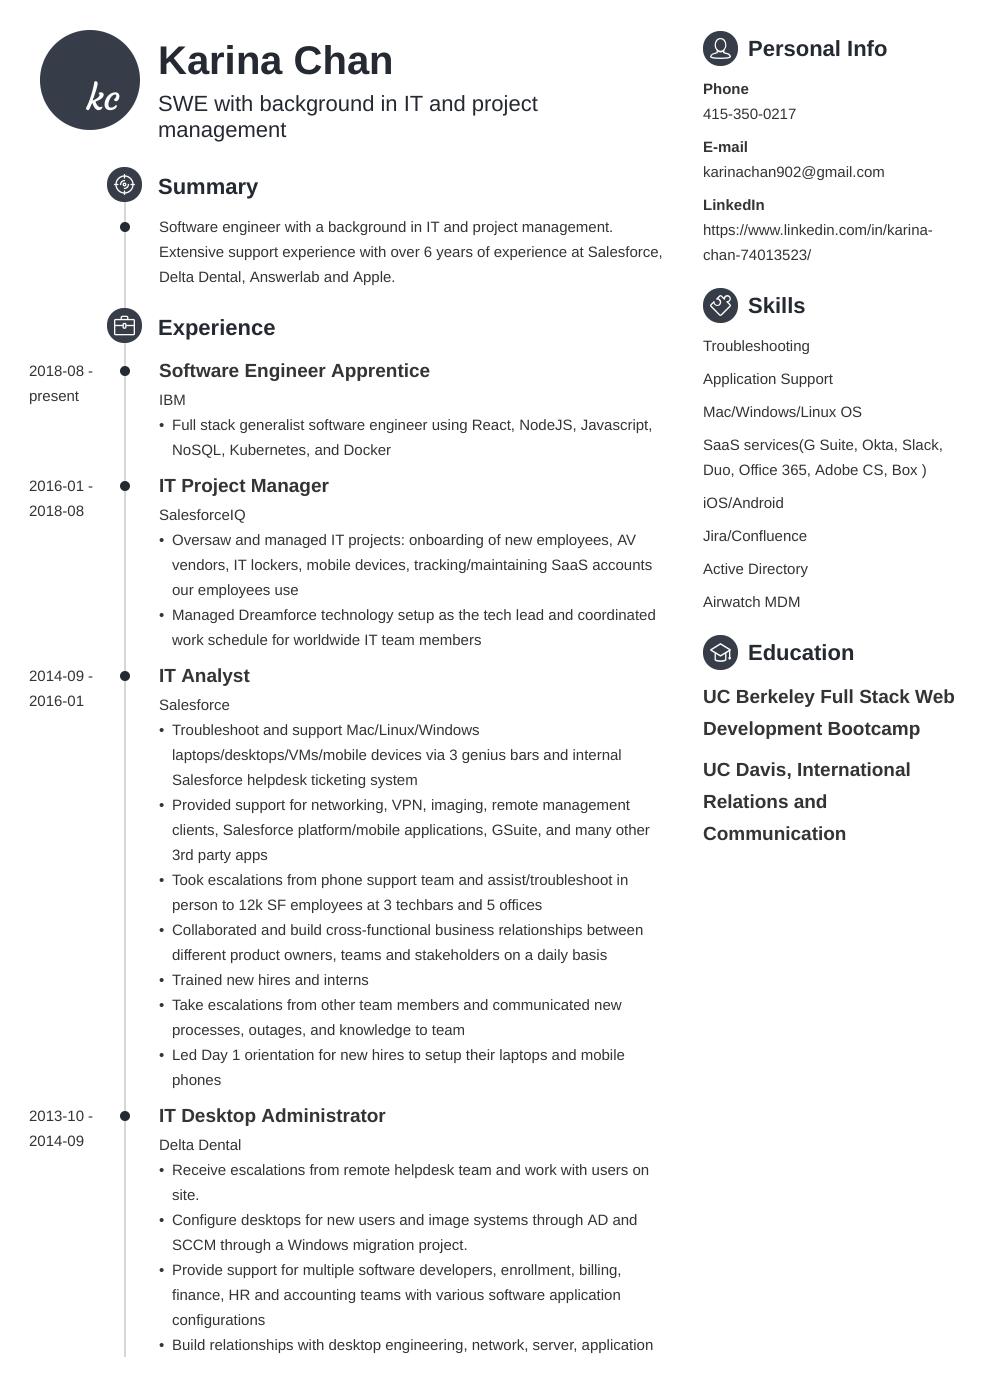 kc
Karina Chan
SWE with background in IT and project
management
Summary
Software engineer with a background in IT and project management.
Extensive support experience with over 6 years of experience at Salesforce,
Delta Dental, Answerlab and Apple.
Experience
2018-08 -
present
Software Engineer Apprentice
IBM
• Full stack generalist software engineer using React, NodeJS, Javascript,
NoSQL, Kubernetes, and Docker
2016-01 -
2018-08
IT Project Manager
SalesforceIQ
• Oversaw and managed IT projects: onboarding of new employees, AV
vendors, IT lockers, mobile devices, tracking/maintaining SaaS accounts
our employees use
• Managed Dreamforce technology setup as the tech lead and coordinated
work schedule for worldwide IT team members
2014-09 -
2016-01
IT Analyst
Salesforce
• Troubleshoot and support Mac/Linux/Windows
laptops/desktops/VMs/mobile devices via 3 genius bars and internal
Salesforce helpdesk ticketing system
• Provided support for networking, VPN, imaging, remote management
clients, Salesforce platform/mobile applications, GSuite, and many other
3rd party apps
• Took escalations from phone support team and assist/troubleshoot in
person to 12k SF employees at 3 techbars and 5 offices
• Collaborated and build cross-functional business relationships between
different product owners, teams and stakeholders on a daily basis
• Trained new hires and interns
• Take escalations from other team members and communicated new
processes, outages, and knowledge to team
• Led Day 1 orientation for new hires to setup their laptops and mobile
phones
2013-10 -
2014-09
IT Desktop Administrator
Delta Dental
• Receive escalations from remote helpdesk team and work with users on
site.
• Configure desktops for new users and image systems through AD and
SCCM through a Windows migration project.
• Provide support for multiple software developers, enrollment, billing,
finance, HR and accounting teams with various software application
configurations
• Build relationships with desktop engineering, network, server, application
Personal Info
Phone
415-350-0217
E-mail
karinachan902@gmail.com
LinkedIn
https://www.linkedin.com/in/karina-
chan-74013523/
Skills
Troubleshooting
Application Support
Mac/Windows/Linux OS
SaaS services(G Suite, Okta, Slack,
Duo, Office 365, Adobe CS, Box )
iOS/Android
Jira/Confluence
Active Directory
Airwatch MDM
Education
UC Berkeley Full Stack Web
Development Bootcamp
UC Davis, International
Relations and
Communication